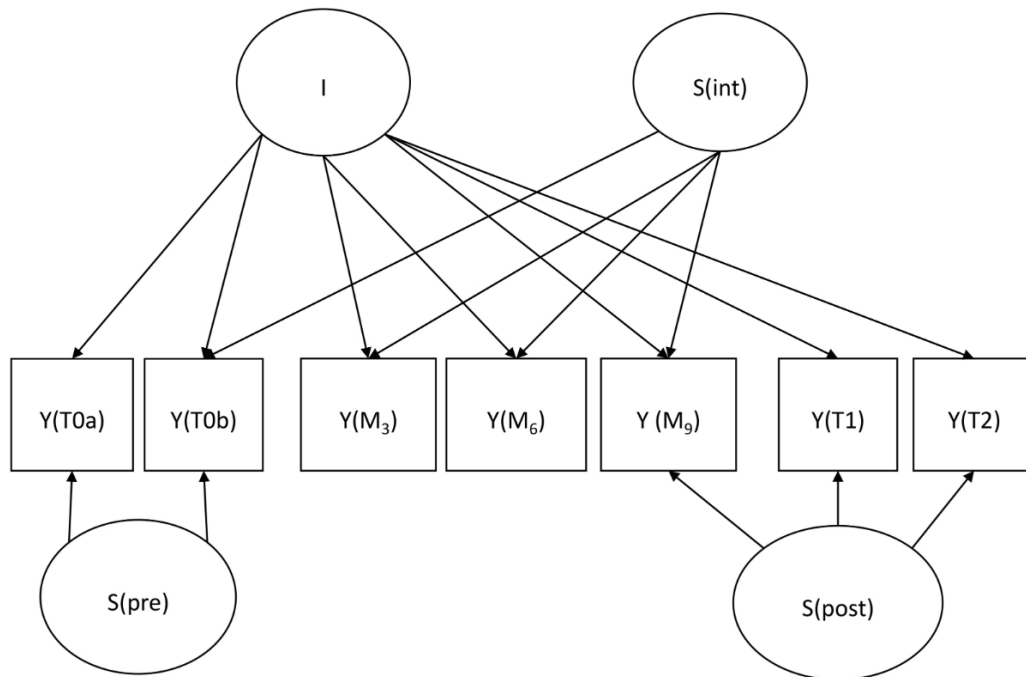 I
S(int)
Y(T0a)
Y(T0b)
Y(M₃)
Y(M₆)
Y (M₉)
Y(T1)
Y(T2)
S(pre)
S(post)